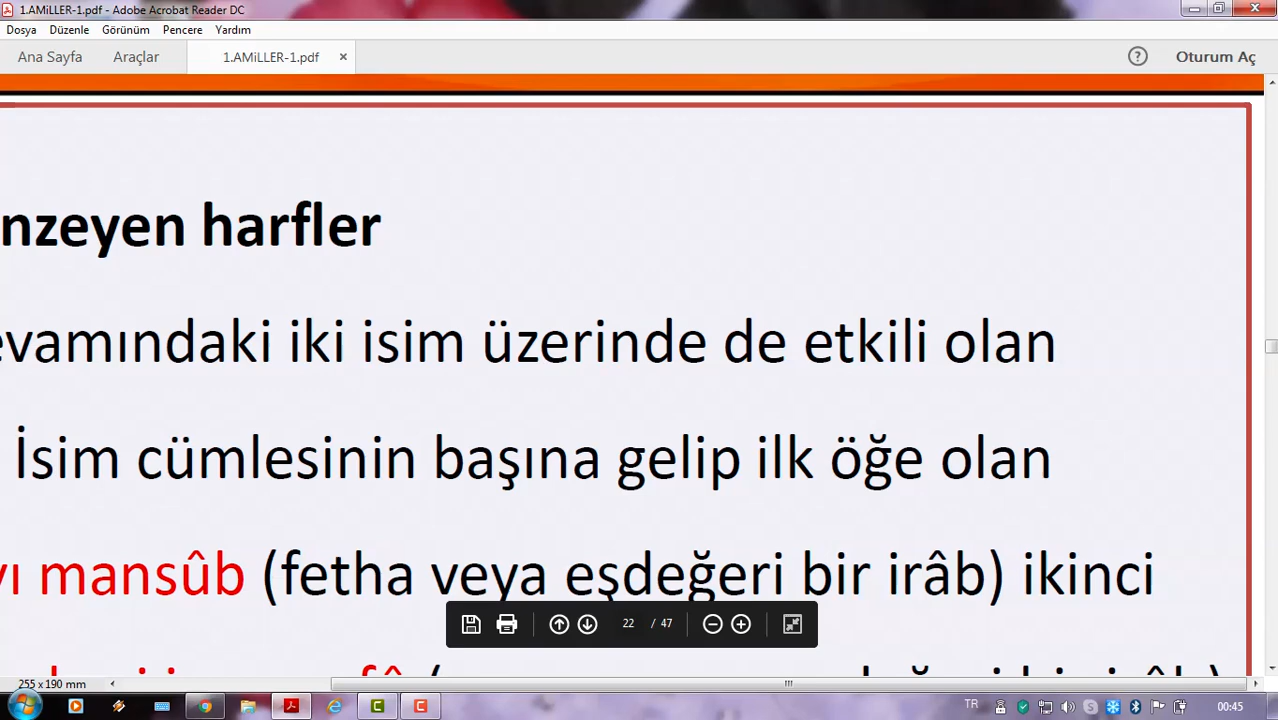 1.AMiLLER-1.pdf - Adobe Acrobat Reader DC
Dosya Düzenle Görünüm Pencere Yardım
Ana Sayfa Araçlar 1.AMiLLER-1.pdf × ? Oturum Aç
nzeyen harfler
evamındaki iki isim üzerinde de etkili olan
İsim cümlesinin başına gelip ilk öğe olan
yı mansûb (fetha veya eşdeğeri bir irâb) ikinci
22 / 47
255 x 190 mm
TR 00:45